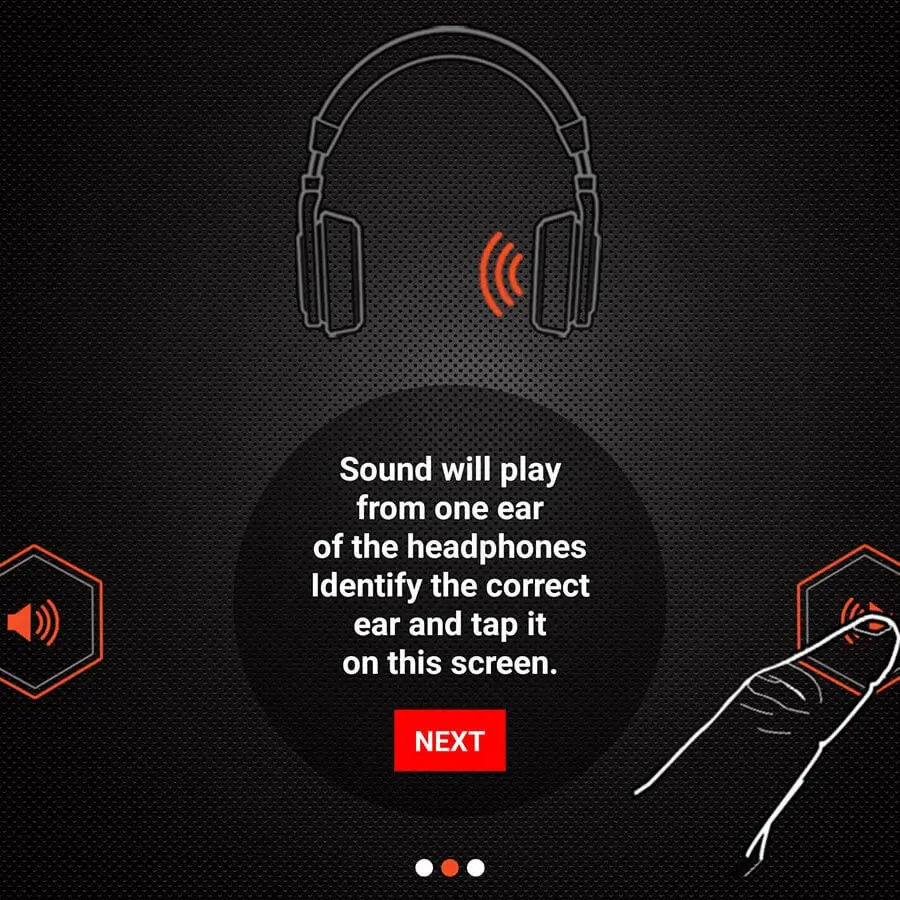 Sound will play
from one ear
of the headphones
Identify the correct
ear and tap it
on this screen.
NEXT